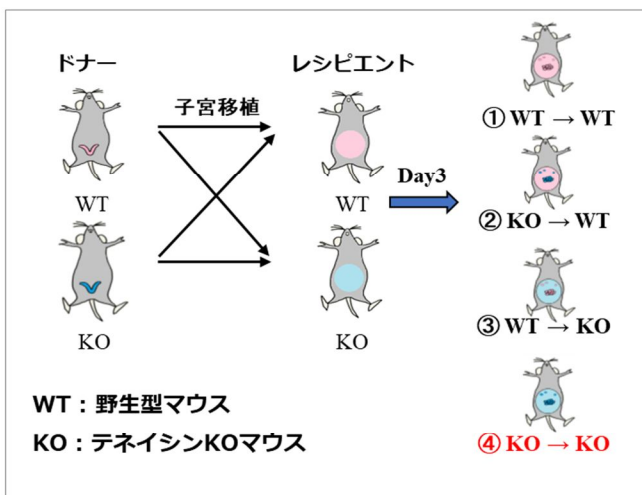 ドナー
レシピエント
子宮移植
WT
WT
Day3
KO
KO
① WT → WT
② KO → WT
③ WT → KO
④ KO → KO
WT：野生型マウス
KO：テネイシンKOマウス